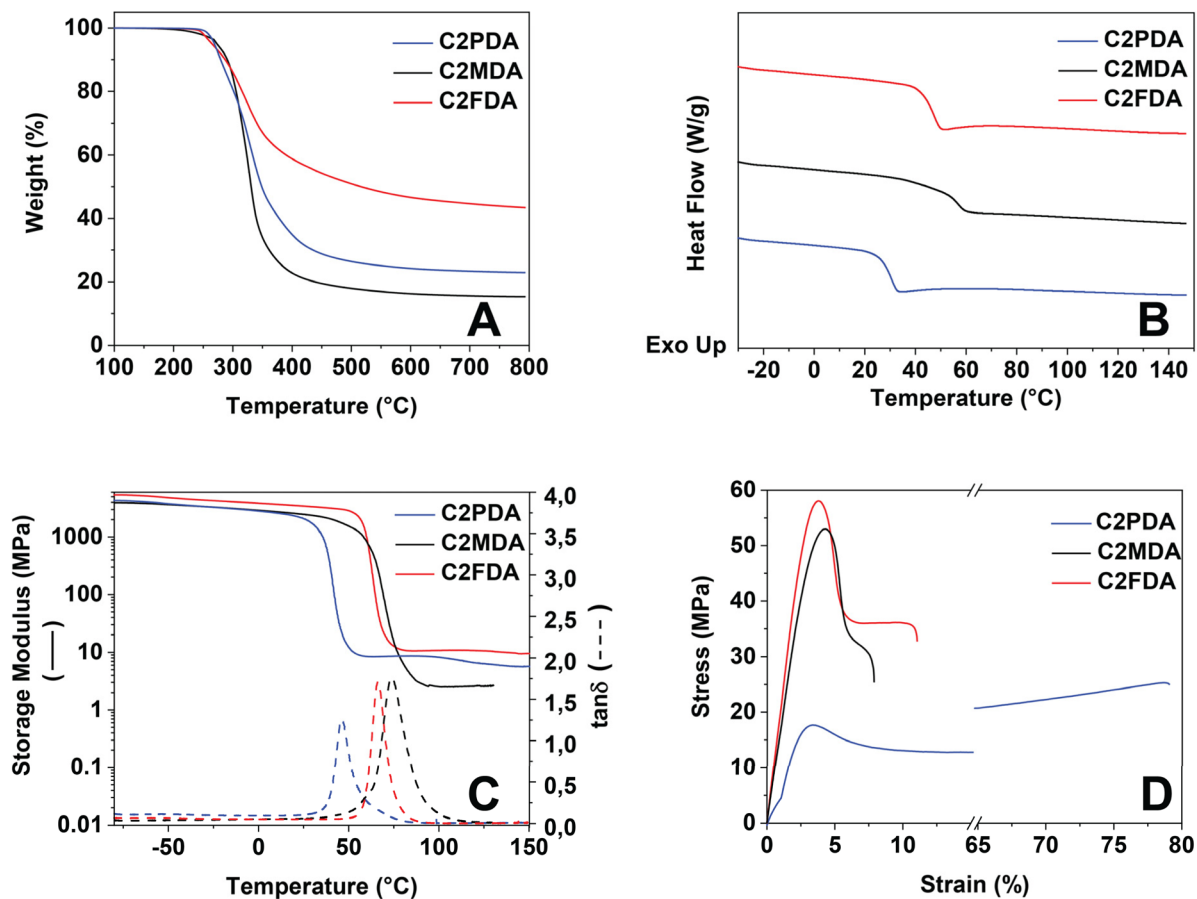 100
80
60
40
20
0
Weight (%)
C2PDA
C2MDA
C2FDA
A
100 200 300 400 500 600 700 800
Temperature (°C)
Heat Flow (W/g)
C2PDA
C2MDA
C2FDA
B
Exo Up
-20 0 20 40 60 80 100 120 140
Temperature (°C)
Storage Modulus (MPa)
(——)
1000
100
10
1
0.1
0.01
C2PDA
C2MDA
C2FDA
4,0
3,5
3,0
2,5
2,0
1,5
1,0
0,5
0,0
tanδ (---)
C
-50 0 50 100 150
Temperature (°C)
Stress (MPa)
60
50
40
30
20
10
0
C2PDA
C2MDA
C2FDA
D
0 5 10 65 70 75 80
Strain (%)